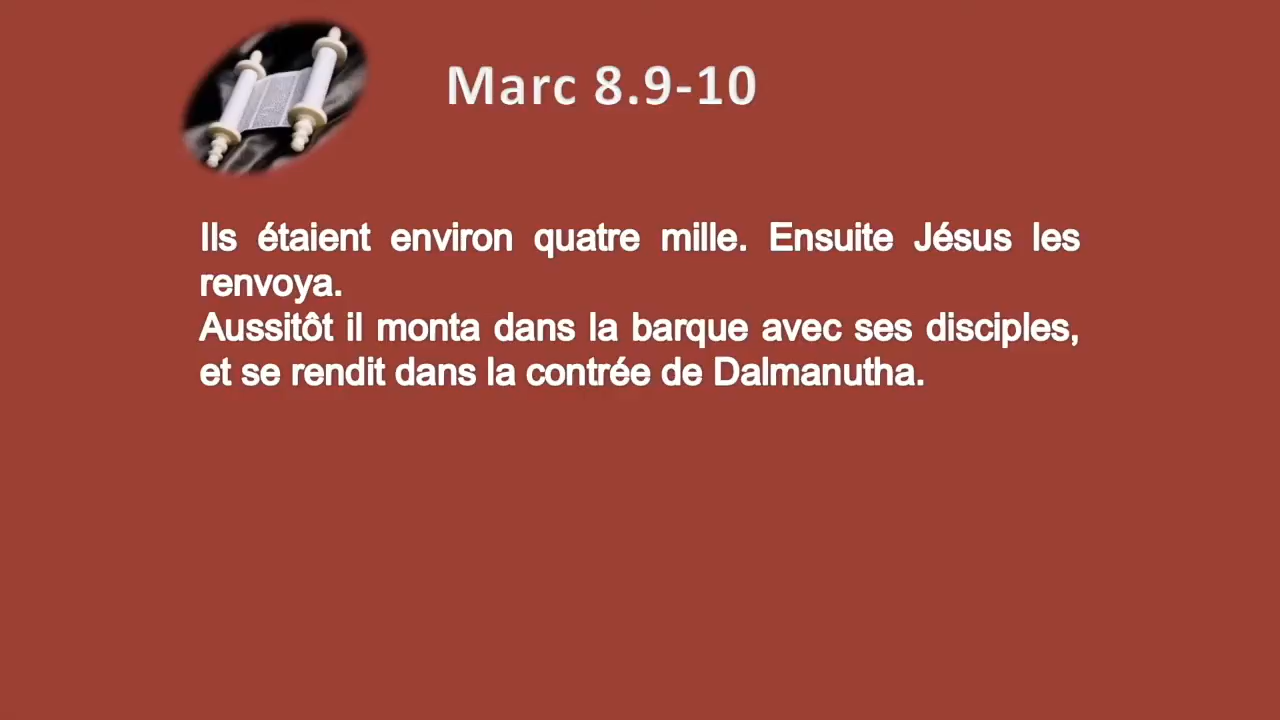 Marc 8.9-10
Ils étaient environ quatre mille. Ensuite Jésus les
renvoya.
Aussitôt il monta dans la barque avec ses disciples,
et se rendit dans la contrée de Dalmanutha.